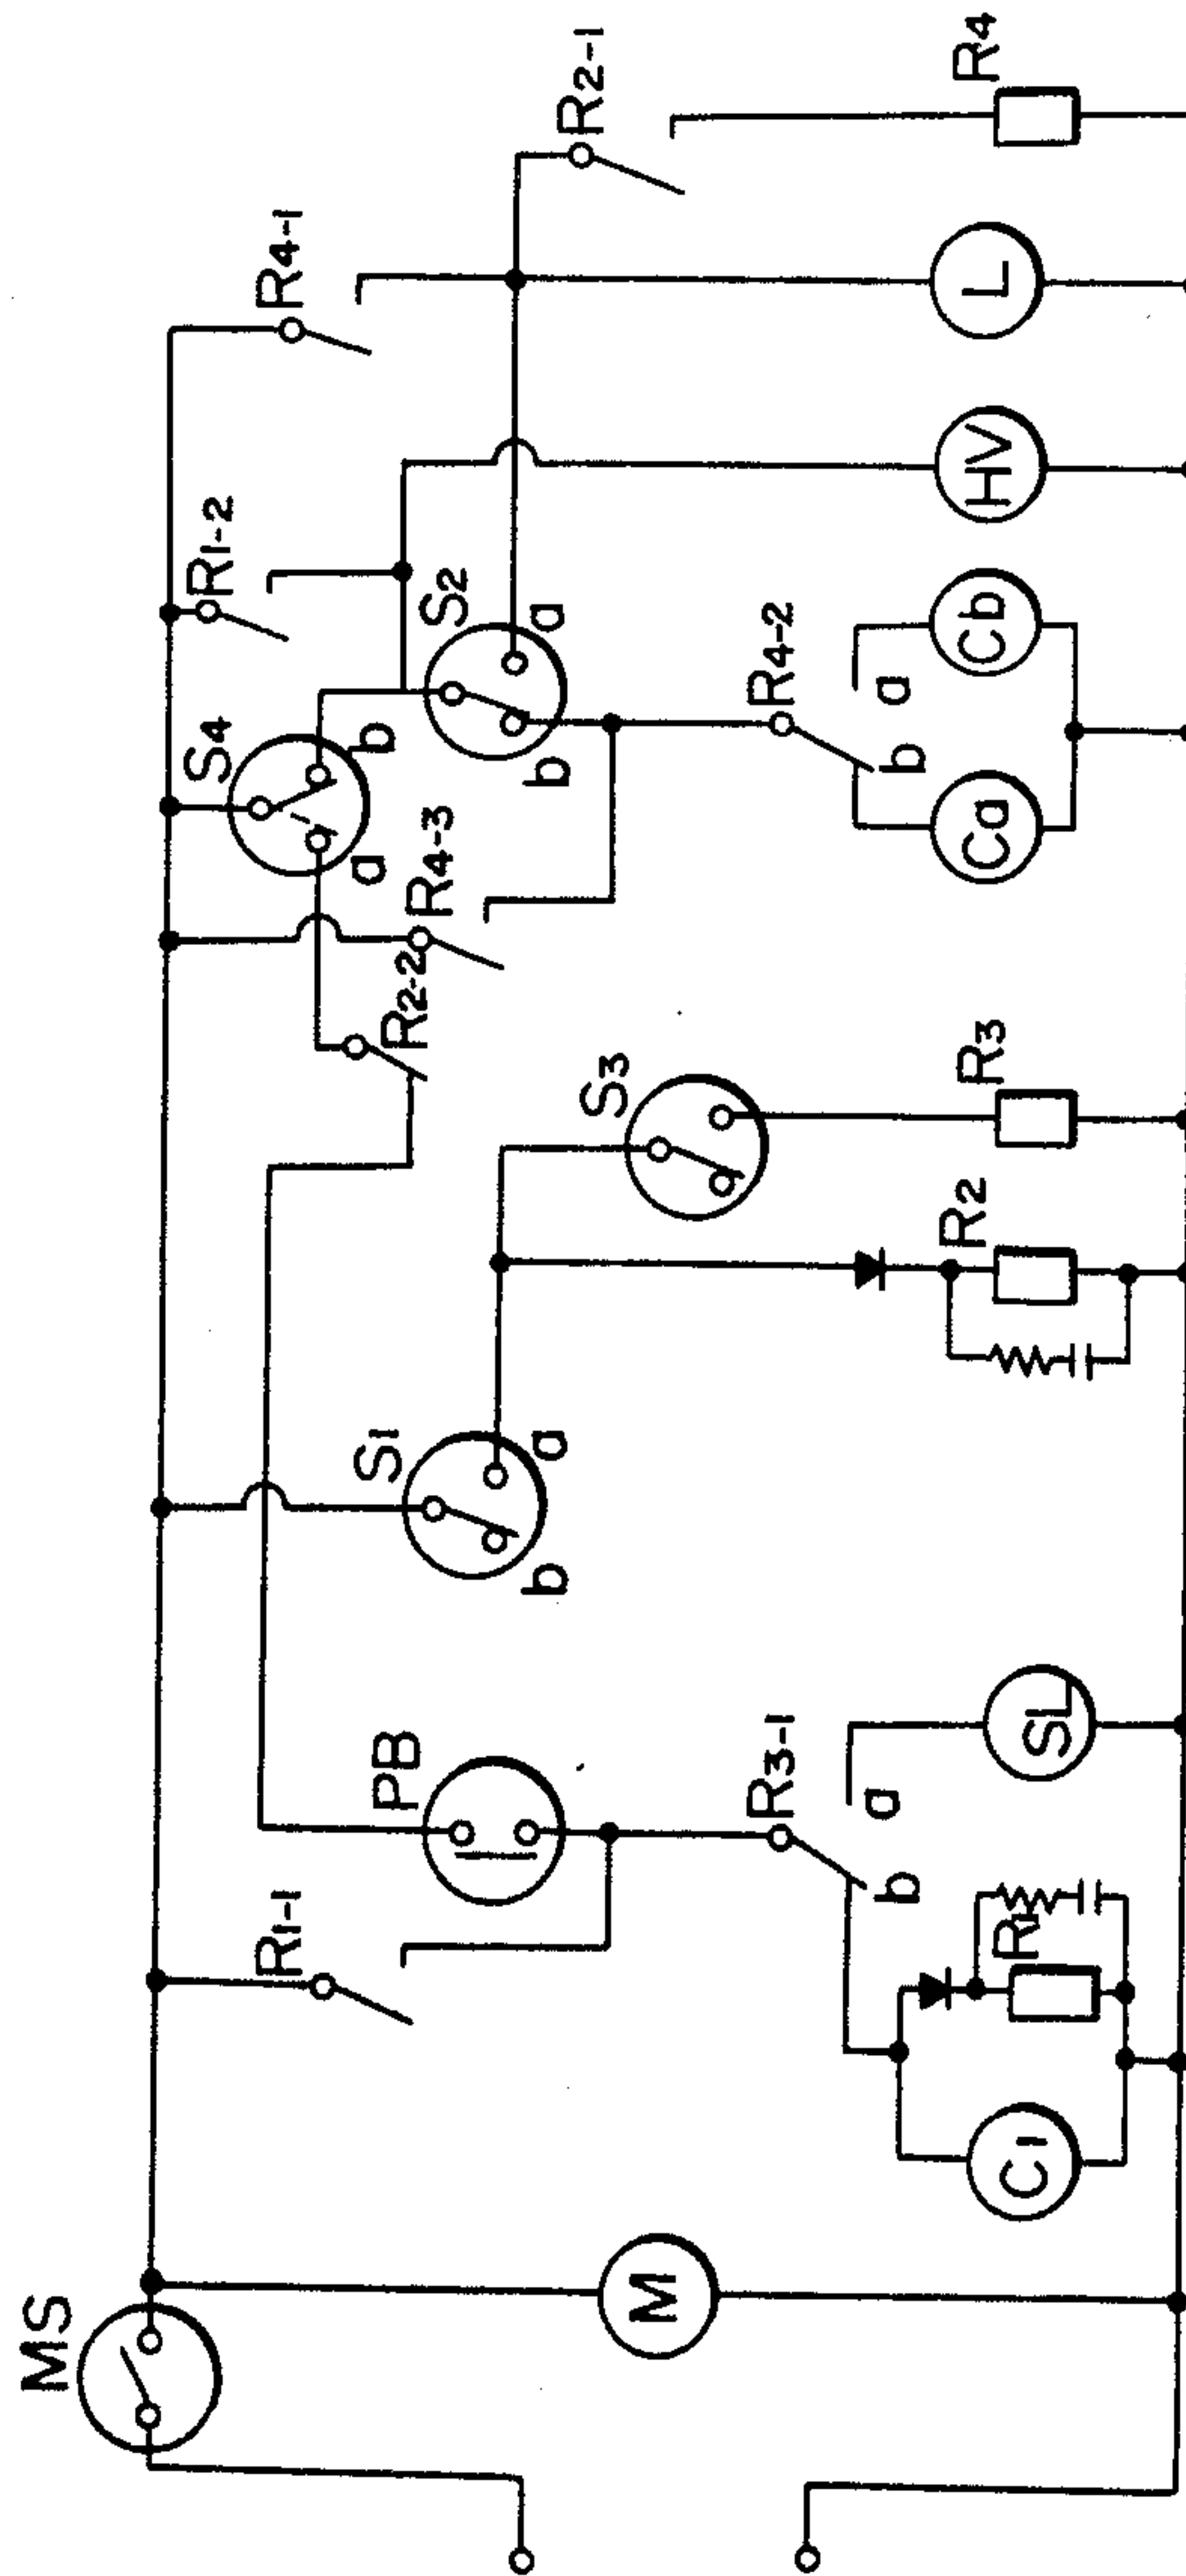 MS
M
R1-1
PB
R3-1
a
b
C1
R1
SL
S1
a
b
R2
S3
R3
R2-2
R4-3
S4
a
b
R1-2
S2
a
b
R4-2
a
b
Ca
Cb
HV
R4-1
L
R2-1
R4